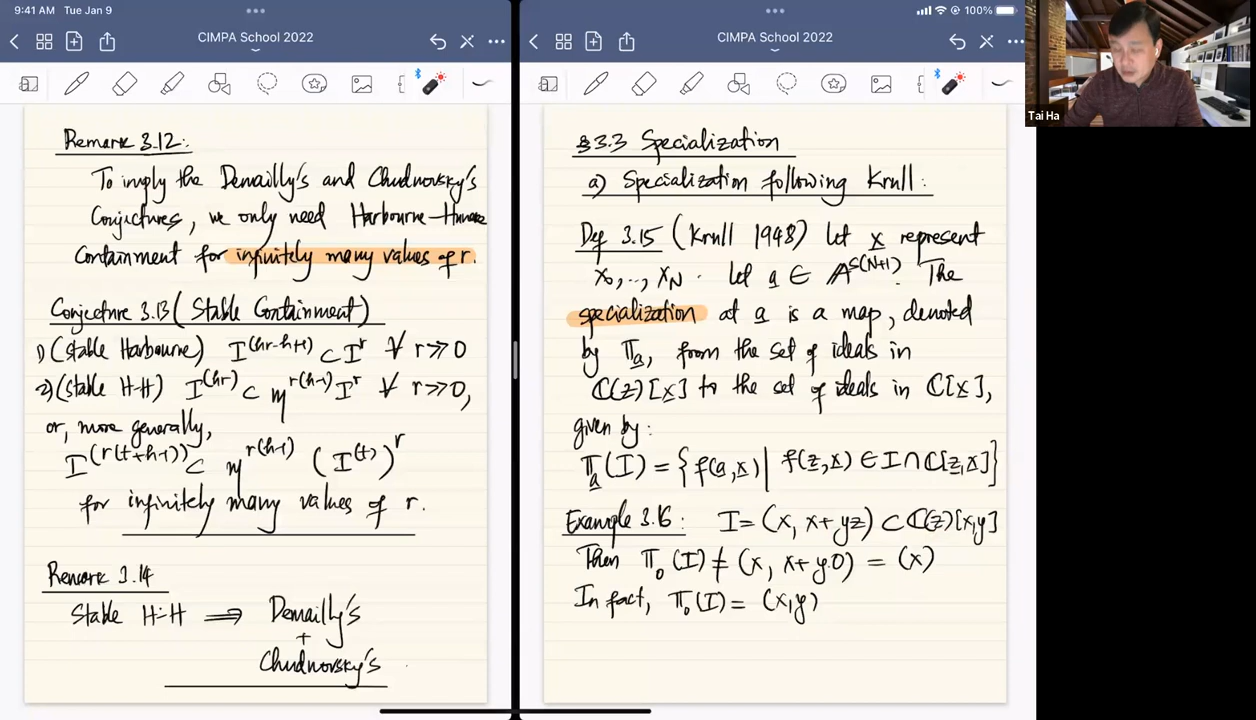 9:41 AM Tue Jan 9
100%
CIMPA School 2022
CIMPA School 2022
Tai Ha
Remark 3.12:
To imply the Demailly's and Chudnovsky's
Conjectures, we only need Harbourne-Huneke
Containment for infinitely many values of r.
Conjecture 3.13 (Stable Containment)
1) (stable Harbourne) I^(hr-h+1) ⊂ I^r ∀ r≫0
2) (stable H-H) I^(hr) ⊂ 𝔪^{r(h-1)} I^r ∀ r≫0,
or, more generally,
I^(r(t+h-1)) ⊂ 𝔪^{r(h-1)} (I^(t))^r
for infinitely many values of r.
Remark 3.14
Stable H-H ⟹ Demailly's
+
Chudnovsky's
§3.3 Specialization
a) Specialization following Krull:
Def 3.15 (Krull 1948) let x represent
x₀,.., x_N. let a ∈ 𝔸^{S(N+1)}. The
specialization at a is a map, denoted
by π_a, from the set of ideals in
ℂ(z)[x] to the set of ideals in ℂ[x],
given by:
π_a(I) = {f(a,x) | f(z,x) ∈ I ∩ ℂ[z,x]}
Example 3.16: I = (x, x+yz) ⊂ ℂ(z)[x,y]
Then π₀(I) ≠ (x, x+y.0) = (x)
In fact, π₀(I) = (x,y)